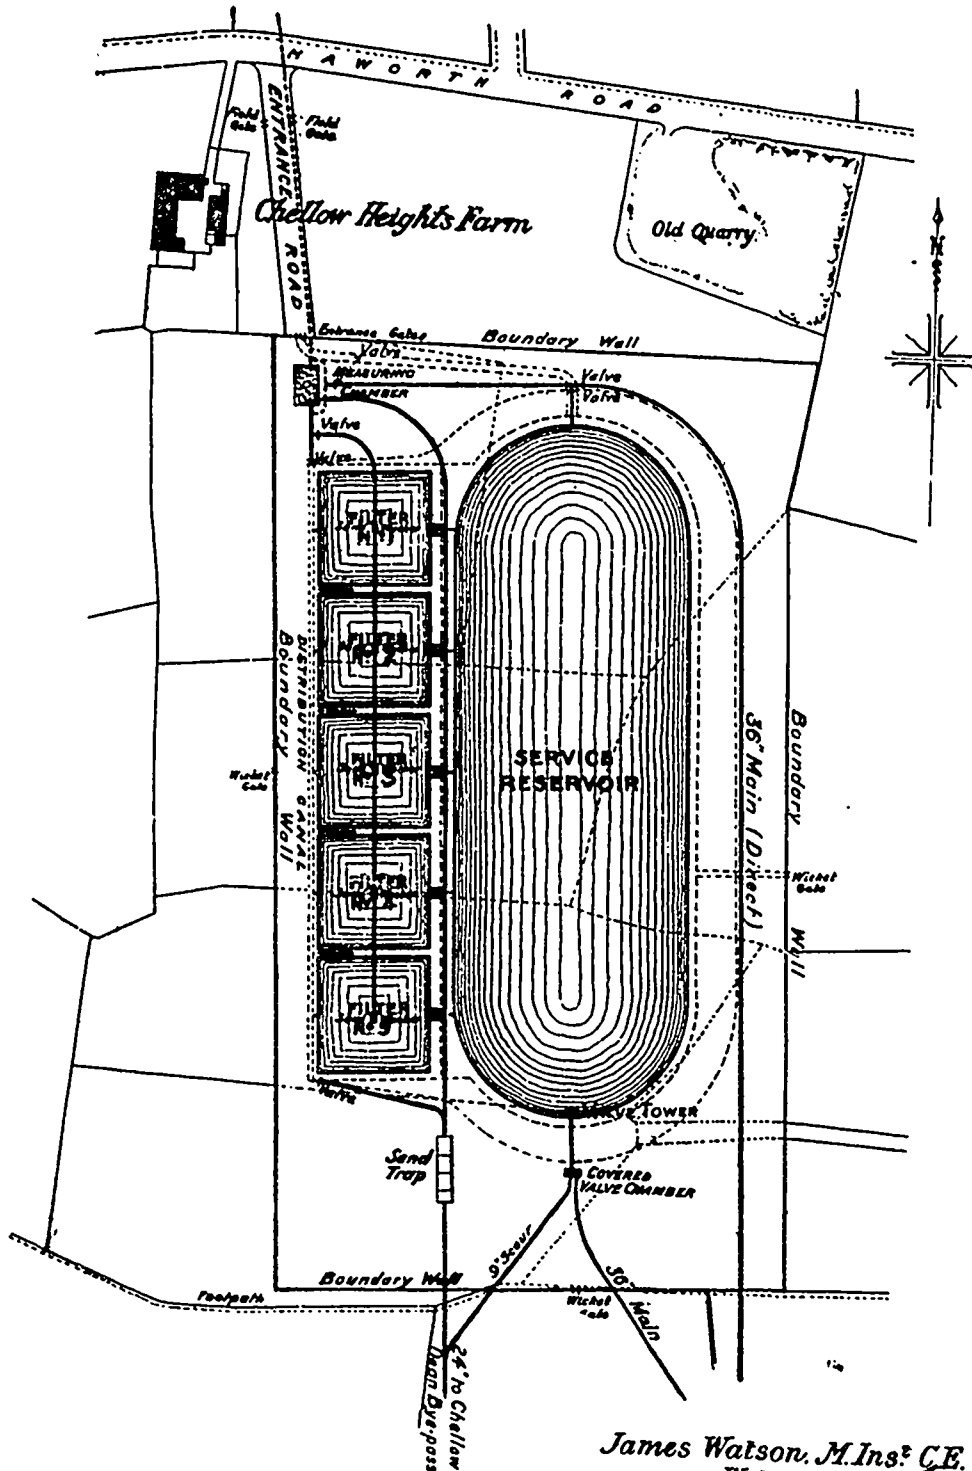 HAWORTH ROAD
Field
Gate
Field
Gate
ENTRANCE ROAD
Chellow Heights Farm
Old Quarry
Entrance Gates
Boundary Wall
Valve
MEASURING
CHAMBER
Valve
Valve
Valve
Valve
FILTER
No 1
FILTER
No 2
FILTER
No 3
FILTER
No 4
FILTER
No 5
DISTRIBUTION CANAL
Boundary Wall
Wicket
Gate
SERVICE
RESERVOIR
36" Main (Direct)
Boundary Wall
Wicket
Gate
Valve
VALVE TOWER
Sand
Trap
COVERED
VALVE CHAMBER
9" Scour
36" Main
Boundary Wall
Footpath
Wicket
Gate
24" to Chellow
Dean Bye-pass
James Watson. M.Inst. C.E.